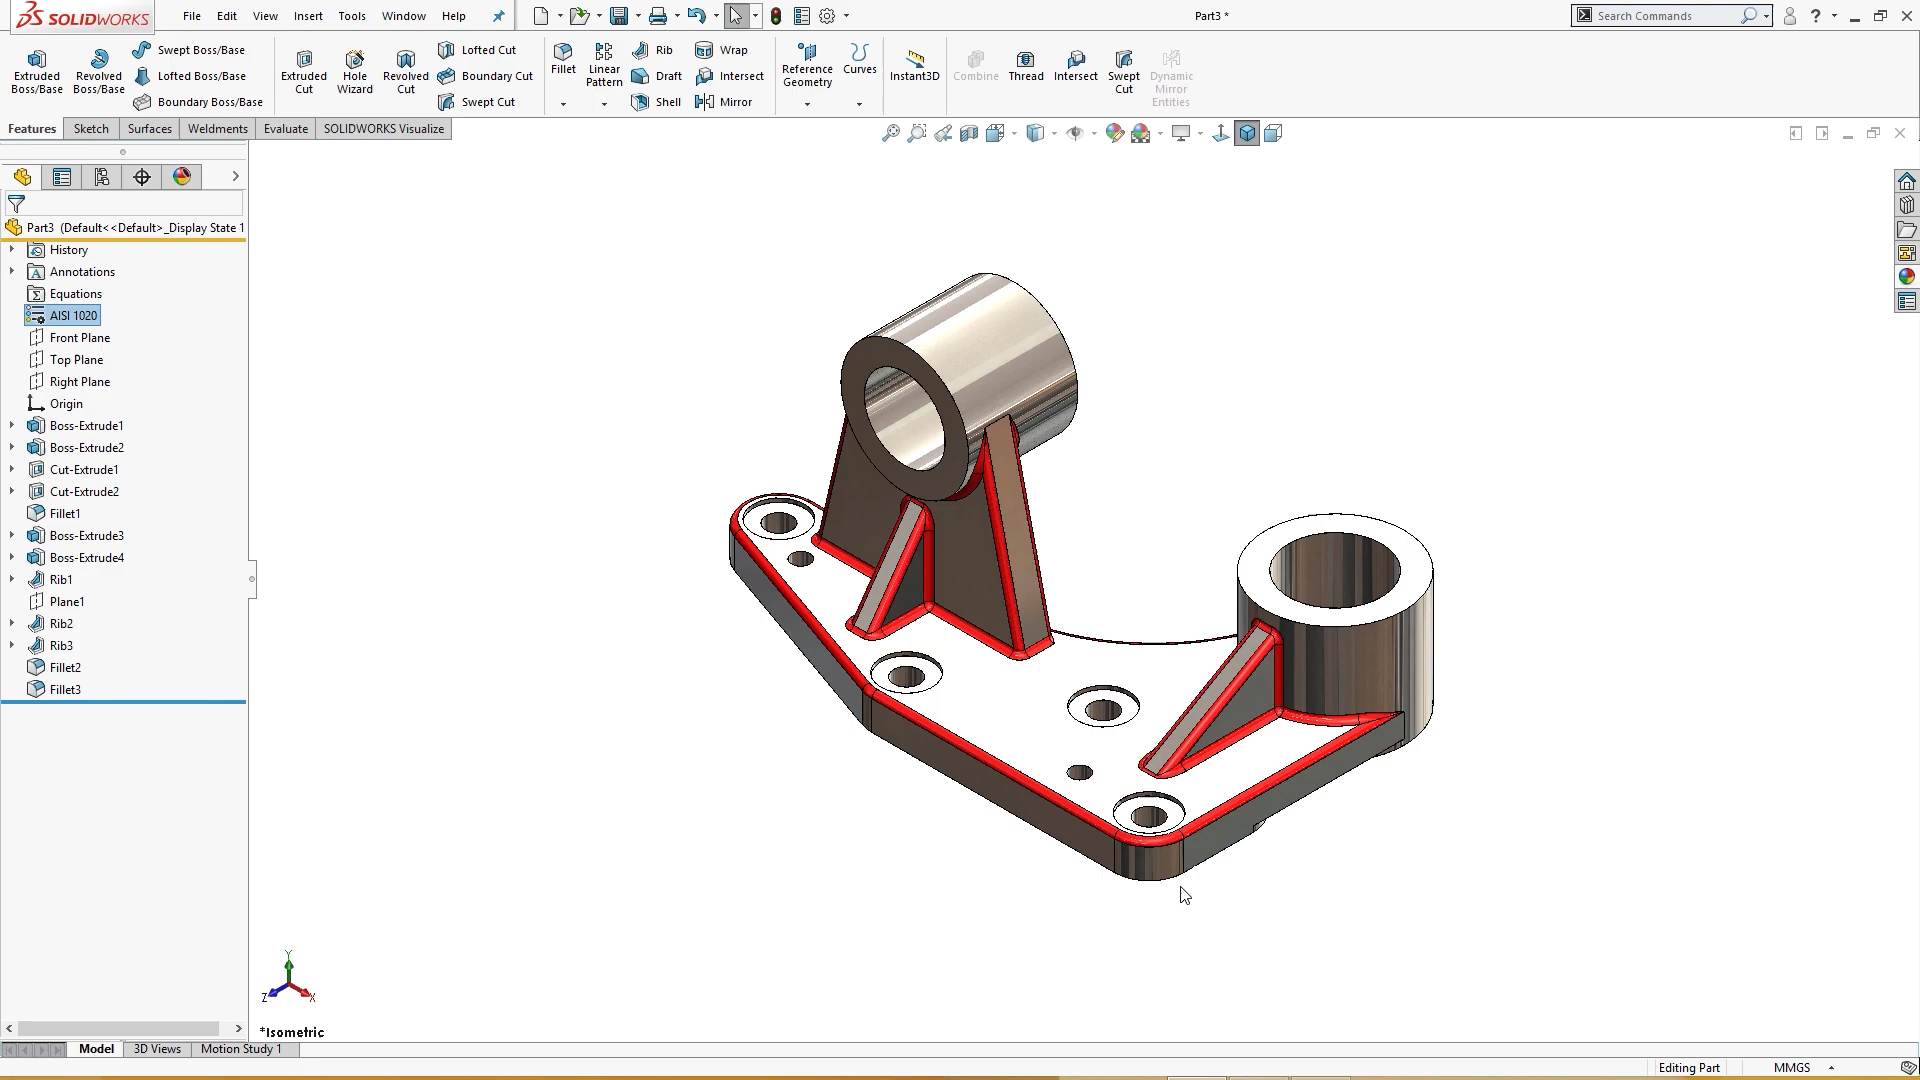 SOLIDWORKS File Edit View Insert Tools Window Help Part3 * Search Commands
Extruded Boss/Base
Revolved Boss/Base
Swept Boss/Base
Lofted Boss/Base
Boundary Boss/Base
Extruded Cut
Hole Wizard
Revolved Cut
Lofted Cut
Boundary Cut
Swept Cut
Fillet
Linear Pattern
Rib
Draft
Shell
Wrap
Intersect
Mirror
Reference Geometry
Curves
Instant3D
Combine
Thread
Intersect
Swept Cut
Dynamic Mirror Entities
Features Sketch Surfaces Weldments Evaluate SOLIDWORKS Visualize
Part3 (Default<<Default>_Display State 1
History
Annotations
Equations
AISI 1020
Front Plane
Top Plane
Right Plane
Origin
Boss-Extrude1
Boss-Extrude2
Cut-Extrude1
Cut-Extrude2
Fillet1
Boss-Extrude3
Boss-Extrude4
Rib1
Plane1
Rib2
Rib3
Fillet2
Fillet3
Y
Z X
*Isometric
Model 3D Views Motion Study 1
Editing Part MMGS